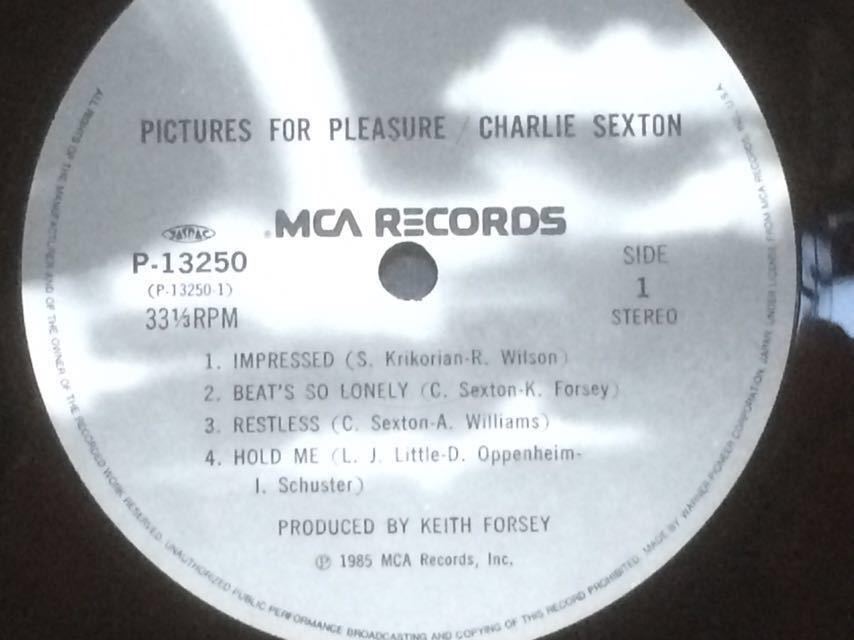 PICTURES FOR PLEASURE / CHARLIE SEXTON
MCA RECORDS
JASRAC
P-13250
(P-13250-1)
33⅓RPM
SIDE
1
STEREO
1. IMPRESSED (S. Krikorian-R. Wilson)
2. BEAT'S SO LONELY (C. Sexton-K. Forsey)
3. RESTLESS (C. Sexton-A. Williams)
4. HOLD ME (L. J. Little-D. Oppenheim-
I. Schuster)
PRODUCED BY KEITH FORSEY
Ⓟ 1985 MCA Records, Inc.
ALL RIGHTS OF THE MANUFACTURER AND OF THE OWNER OF THE RECORDED WORK RESERVED. UNAUTHORIZED PUBLIC PERFORMANCE BROADCASTING AND COPYING OF THIS RECORD PROHIBITED. MADE BY WARNER-PIONEER CORPORATION, JAPAN, UNDER LICENSE FROM MCA RECORDS, INC., U.S.A.